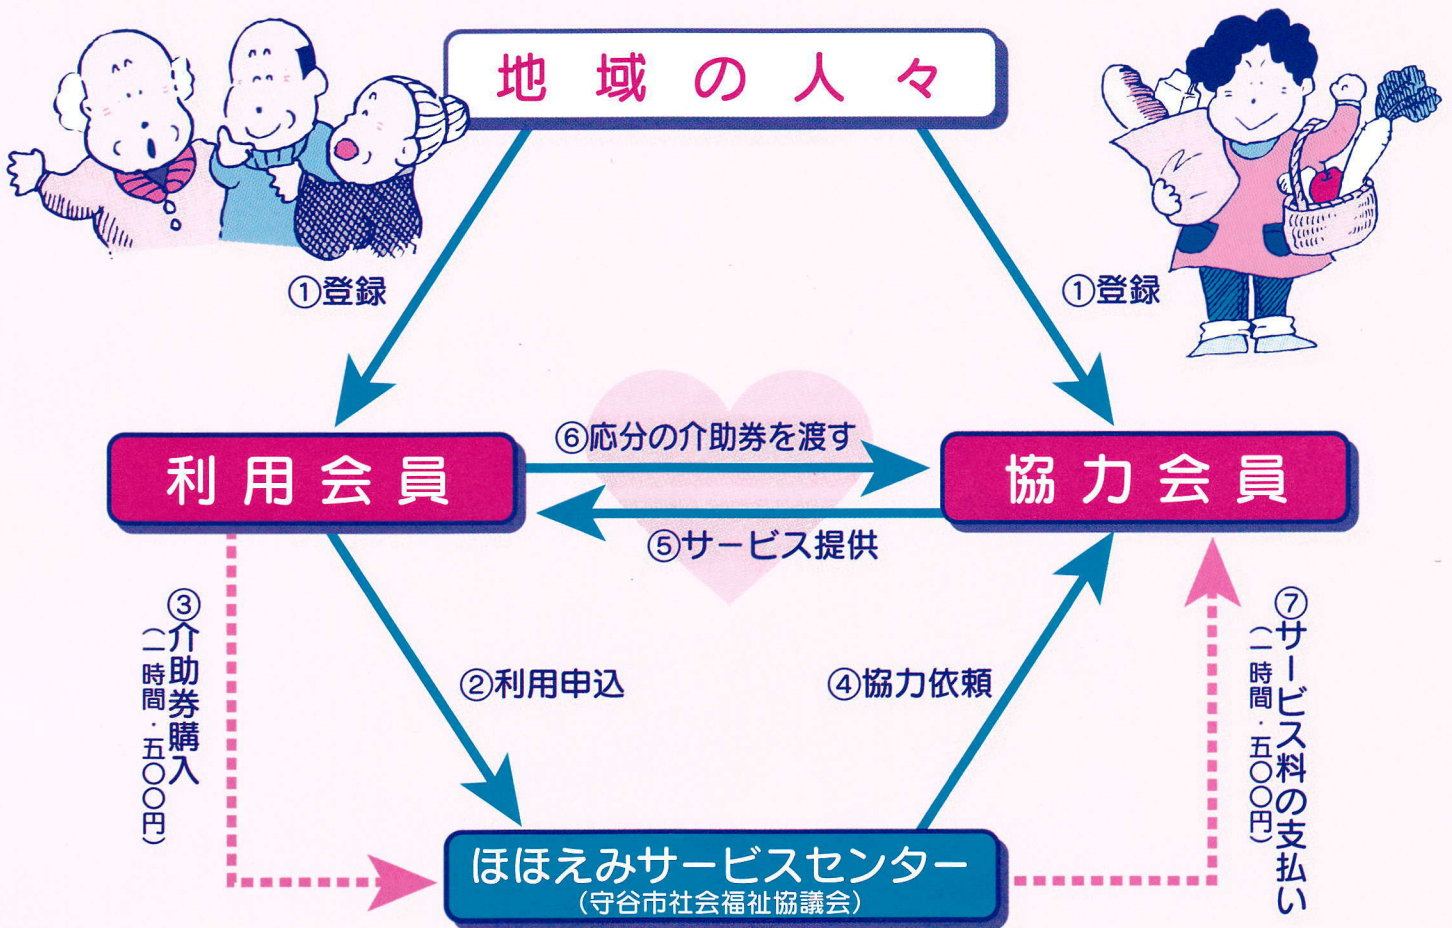 地域の人々
①登録
①登録
⑥応分の介助券を渡す
利用会員
協力会員
⑤サービス提供
③介助券購入
(一時間・五〇〇円)
②利用申込
④協力依頼
⑦サービス料の支払い
(一時間・五〇〇円)
ほほえみサービスセンター
(守谷市社会福祉協議会)